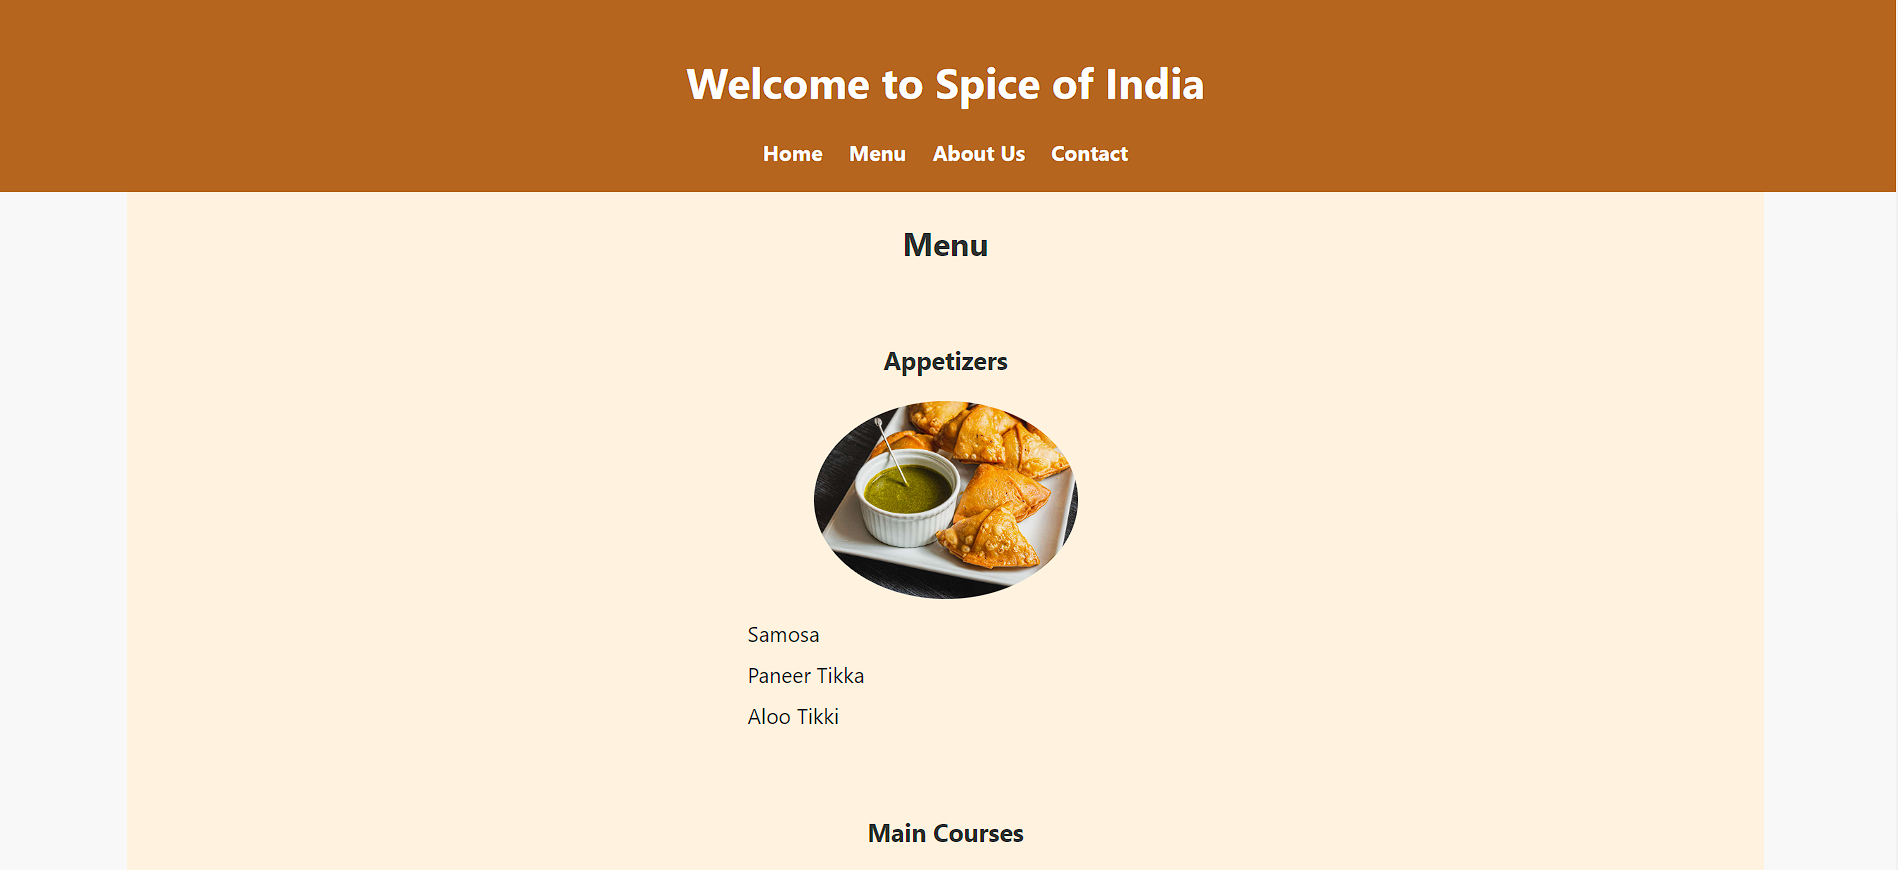 Welcome to Spice of India
Home Menu About Us Contact
Menu
Appetizers
Samosa
Paneer Tikka
Aloo Tikki
Main Courses